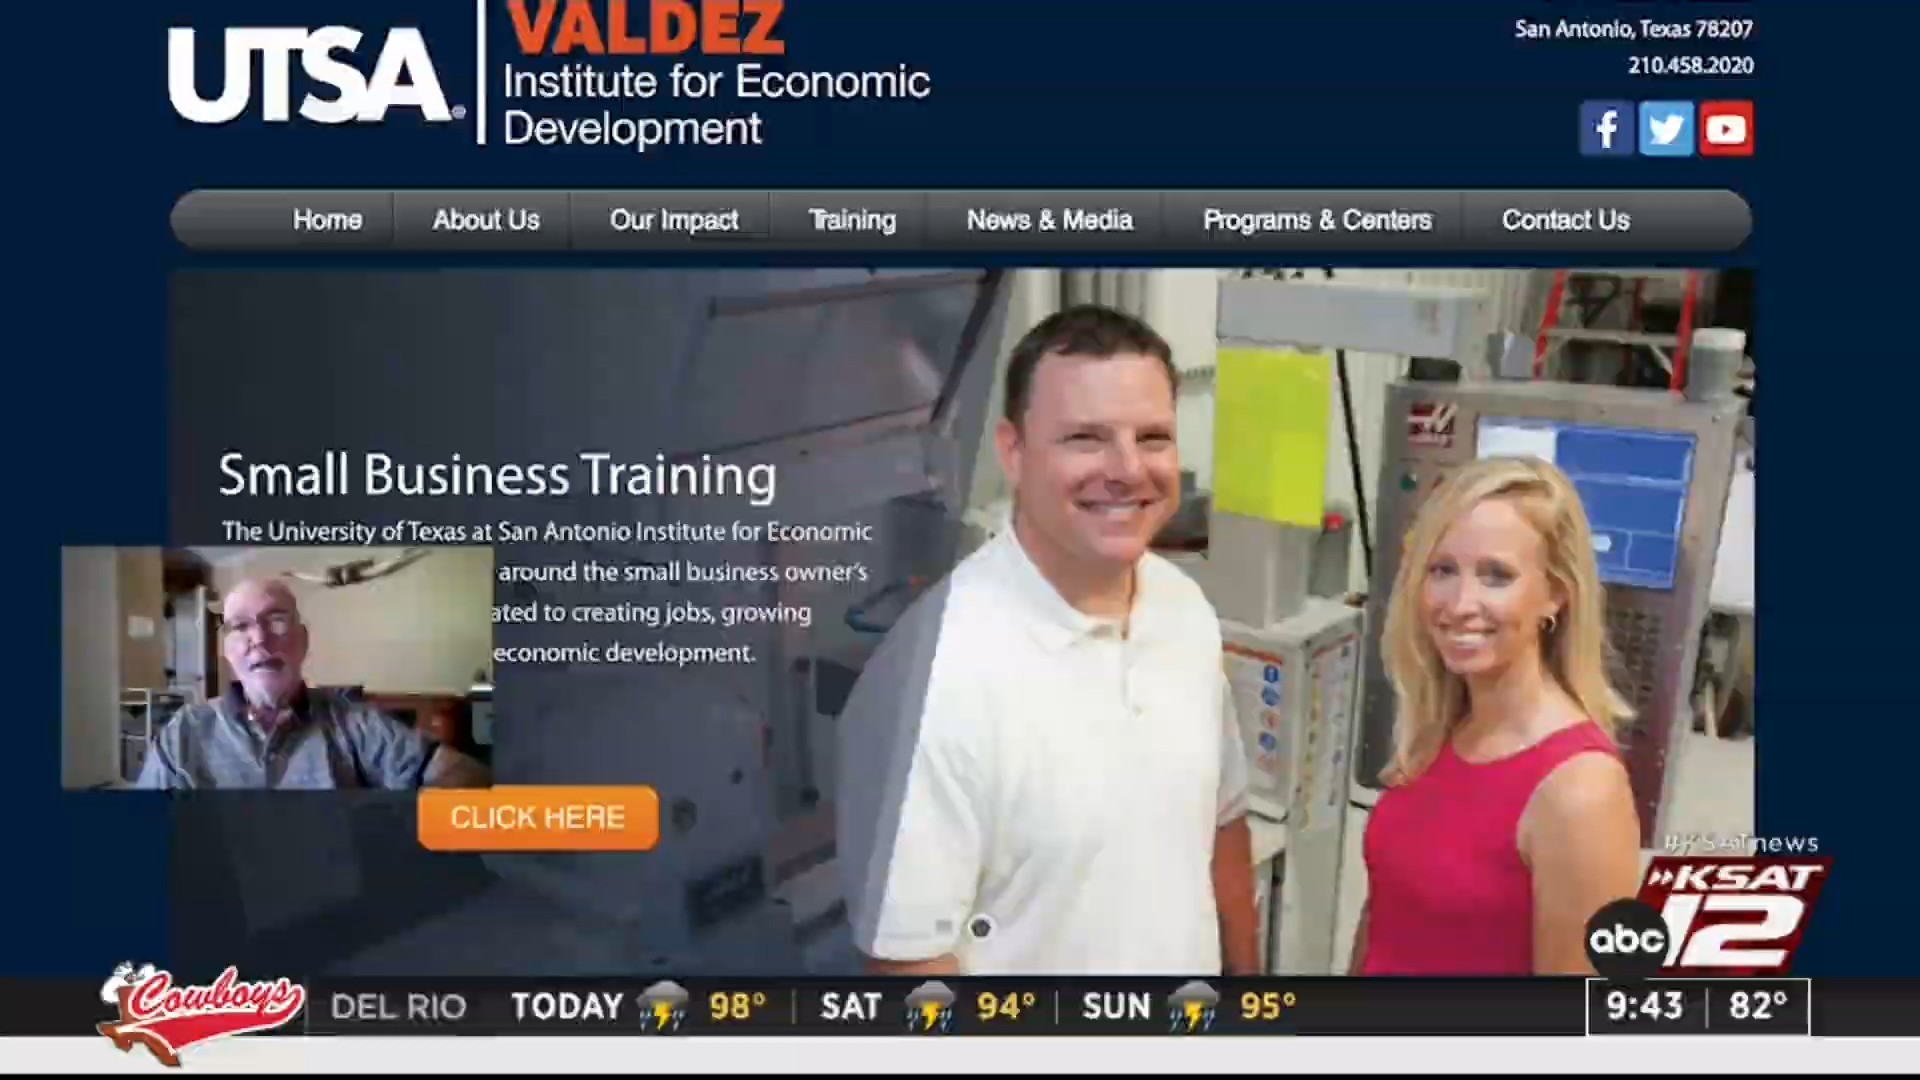 UTSA
VALDEZ
Institute for Economic
Development
San Antonio, Texas 78207
210.458.2020
Home
About Us
Our Impact
Training
News & Media
Programs & Centers
Contact Us
Small Business Training
The University of Texas at San Antonio Institute for Economic
around the small business owner's
ated to creating jobs, growing
economic development.
CLICK HERE
#KSATnews
KSAT
12
abc
Cowboys
DEL RIO TODAY 98° SAT 94° SUN 95°
9:43 82°